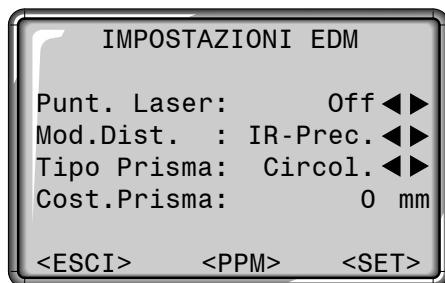 IMPOSTAZIONI EDM
Punt. Laser: Off◀▶
Mod.Dist. : IR-Prec.◀▶
Tipo Prisma: Circol.◀▶
Cost.Prisma: 0 mm
<ESCI> <PPM> <SET>